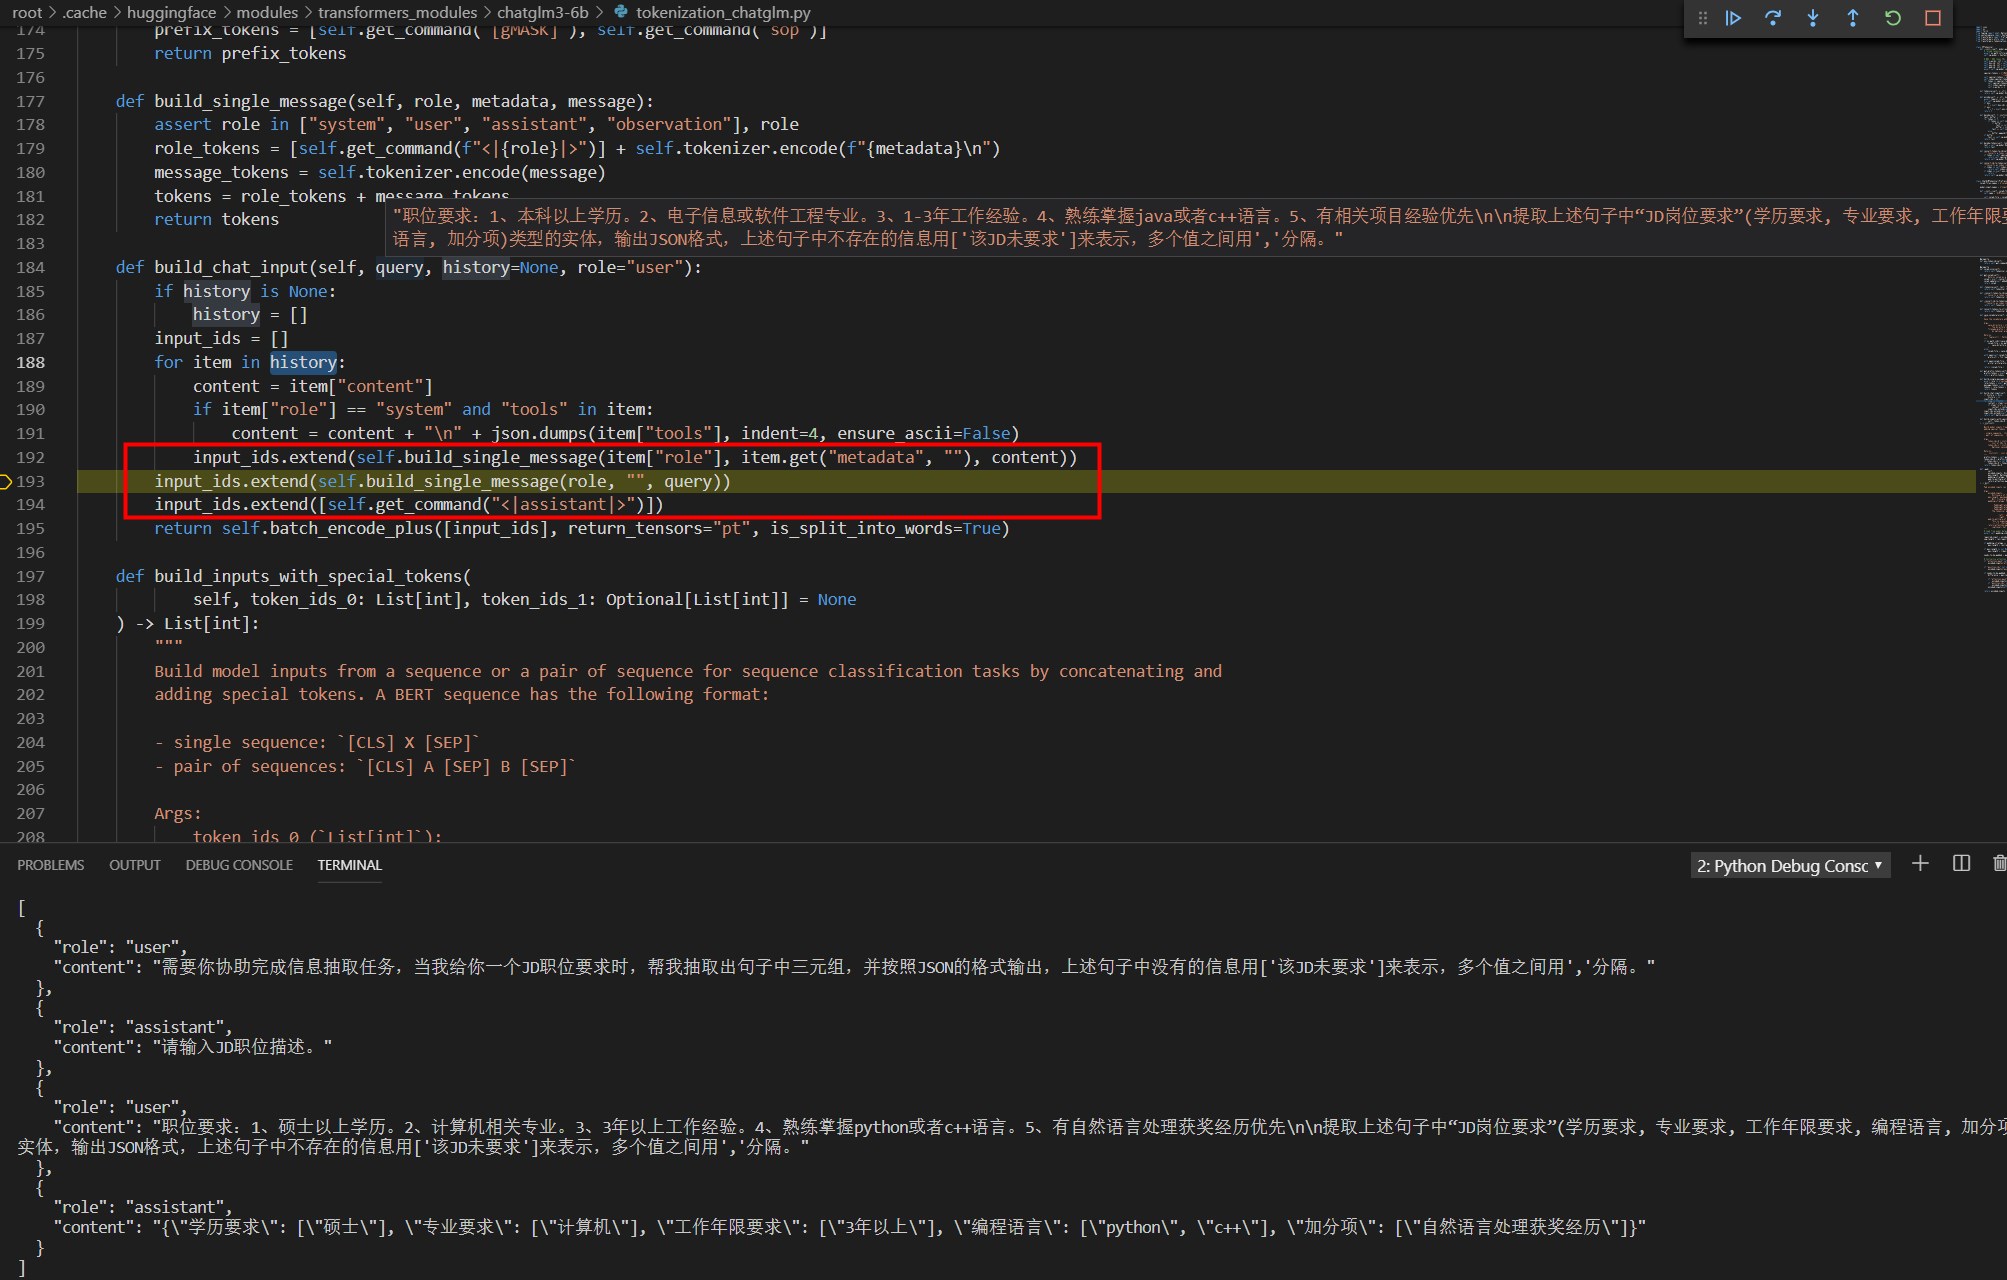 root > .cache > huggingface > modules > transformers_modules > chatglm3-6b > tokenization_chatglm.py
174 prefix_tokens = [self.get_command("[gMASK]"), self.get_command("sop")]
175 return prefix_tokens
176
177 def build_single_message(self, role, metadata, message):
178 assert role in ["system", "user", "assistant", "observation"], role
179 role_tokens = [self.get_command(f"<|{role}|>")] + self.tokenizer.encode(f"{metadata}\n")
180 message_tokens = self.tokenizer.encode(message)
181 tokens = role_tokens + message_tokens
182 return tokens
"职位要求：1、本科以上学历。2、电子信息或软件工程专业。3、1-3年工作经验。4、熟练掌握java或者c++语言。5、有相关项目经验优先\n\n提取上述句子中“JD岗位要求”(学历要求, 专业要求, 工作年限要
语言, 加分项)类型的实体，输出JSON格式，上述句子中不存在的信息用['该JD未要求']来表示，多个值之间用','分隔。"
183
184 def build_chat_input(self, query, history=None, role="user"):
185 if history is None:
186 history = []
187 input_ids = []
188 for item in history:
189 content = item["content"]
190 if item["role"] == "system" and "tools" in item:
191 content = content + "\n" + json.dumps(item["tools"], indent=4, ensure_ascii=False)
192 input_ids.extend(self.build_single_message(item["role"], item.get("metadata", ""), content))
193 input_ids.extend(self.build_single_message(role, "", query))
194 input_ids.extend([self.get_command("<|assistant|>")])
195 return self.batch_encode_plus([input_ids], return_tensors="pt", is_split_into_words=True)
196
197 def build_inputs_with_special_tokens(
198 self, token_ids_0: List[int], token_ids_1: Optional[List[int]] = None
199 ) -> List[int]:
200 """
201 Build model inputs from a sequence or a pair of sequence for sequence classification tasks by concatenating and
202 adding special tokens. A BERT sequence has the following format:
203
204 - single sequence: `[CLS] X [SEP]`
205 - pair of sequences: `[CLS] A [SEP] B [SEP]`
206
207 Args:
208 token_ids_0 (`List[int]`):
PROBLEMS OUTPUT DEBUG CONSOLE TERMINAL 2: Python Debug Consc
[
{
"role": "user",
"content": "需要你协助完成信息抽取任务，当我给你一个JD职位要求时，帮我抽取出句子中三元组，并按照JSON的格式输出，上述句子中没有的信息用['该JD未要求']来表示，多个值之间用','分隔。"
},
{
"role": "assistant",
"content": "请输入JD职位描述。"
},
{
"role": "user",
"content": "职位要求：1、硕士以上学历。2、计算机相关专业。3、3年以上工作经验。4、熟练掌握python或者c++语言。5、有自然语言处理获奖经历优先\n\n提取上述句子中“JD岗位要求”(学历要求, 专业要求, 工作年限要求, 编程语言, 加分项
实体，输出JSON格式，上述句子中不存在的信息用['该JD未要求']来表示，多个值之间用','分隔。"
},
{
"role": "assistant",
"content": "{\"学历要求\": [\"硕士\"], \"专业要求\": [\"计算机\"], \"工作年限要求\": [\"3年以上\"], \"编程语言\": [\"python\", \"c++\"], \"加分项\": [\"自然语言处理获奖经历\"]}"
}
]